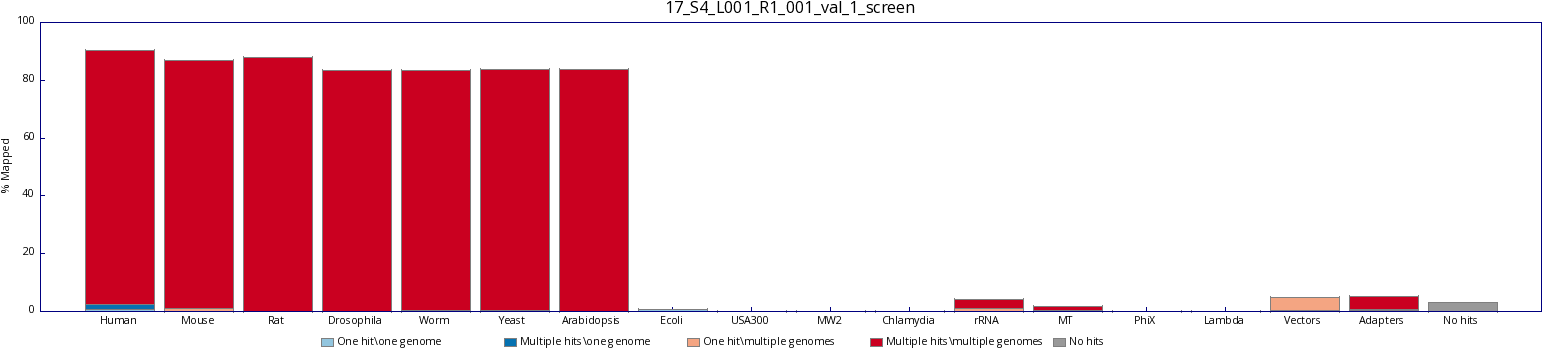 17_S4_L001_R1_001_val_1_screen
100
80
60
40
20
0
% Mapped
Human Mouse Rat Drosophila Worm Yeast Arabidopsis Ecoli USA300 MW2 Chlamydia rRNA MT PhiX Lambda Vectors Adapters No hits
One hit\one genome Multiple hits\one genome One hit\multiple genomes Multiple hits\multiple genomes No hits